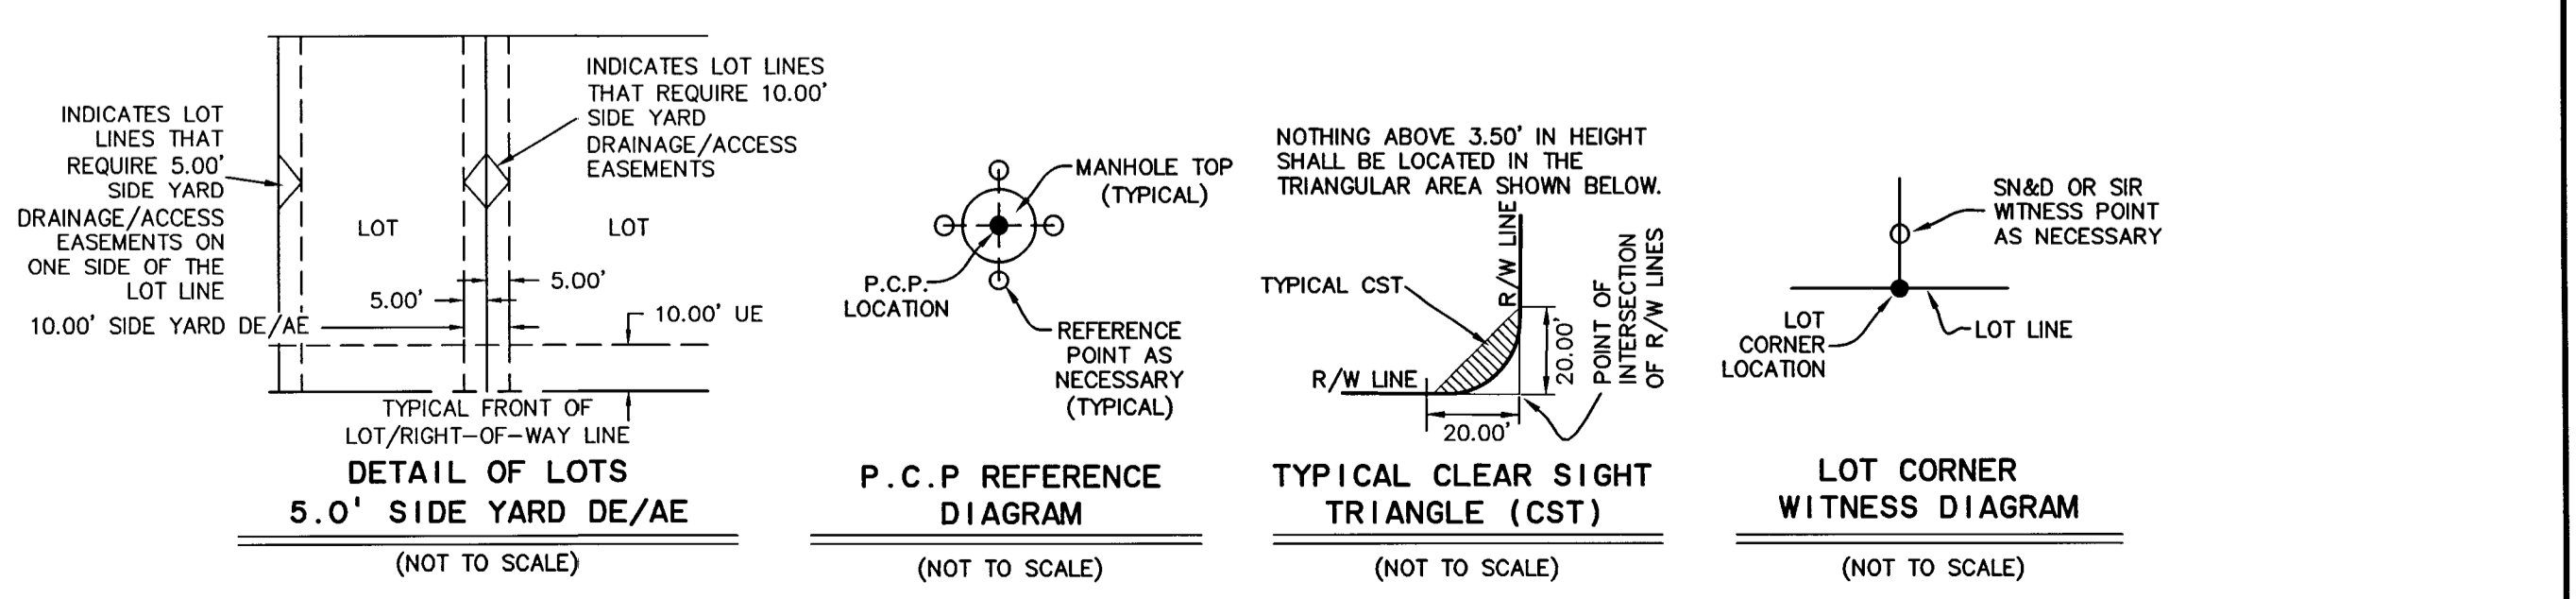 INDICATES LOT
LINES THAT
REQUIRE 5.00'
SIDE YARD
DRAINAGE/ACCESS
EASEMENTS ON
ONE SIDE OF THE
LOT LINE
INDICATES LOT LINES
THAT REQUIRE 10.00'
SIDE YARD
DRAINAGE/ACCESS
EASEMENTS
LOT
LOT
5.00'
5.00'
10.00' SIDE YARD DE/AE
10.00' UE
TYPICAL FRONT OF
LOT/RIGHT-OF-WAY LINE
DETAIL OF LOTS
5.0' SIDE YARD DE/AE
(NOT TO SCALE)
MANHOLE TOP
(TYPICAL)
P.C.P.
LOCATION
REFERENCE
POINT AS
NECESSARY
(TYPICAL)
P.C.P REFERENCE
DIAGRAM
(NOT TO SCALE)
NOTHING ABOVE 3.50' IN HEIGHT
SHALL BE LOCATED IN THE
TRIANGULAR AREA SHOWN BELOW.
TYPICAL CST
R/W LINE
R/W LINE
20.00'
20.00'
POINT OF
INTERSECTION
OF R/W LINES
TYPICAL CLEAR SIGHT
TRIANGLE (CST)
(NOT TO SCALE)
SN&D OR SIR
WITNESS POINT
AS NECESSARY
LOT
CORNER
LOCATION
LOT LINE
LOT CORNER
WITNESS DIAGRAM
(NOT TO SCALE)